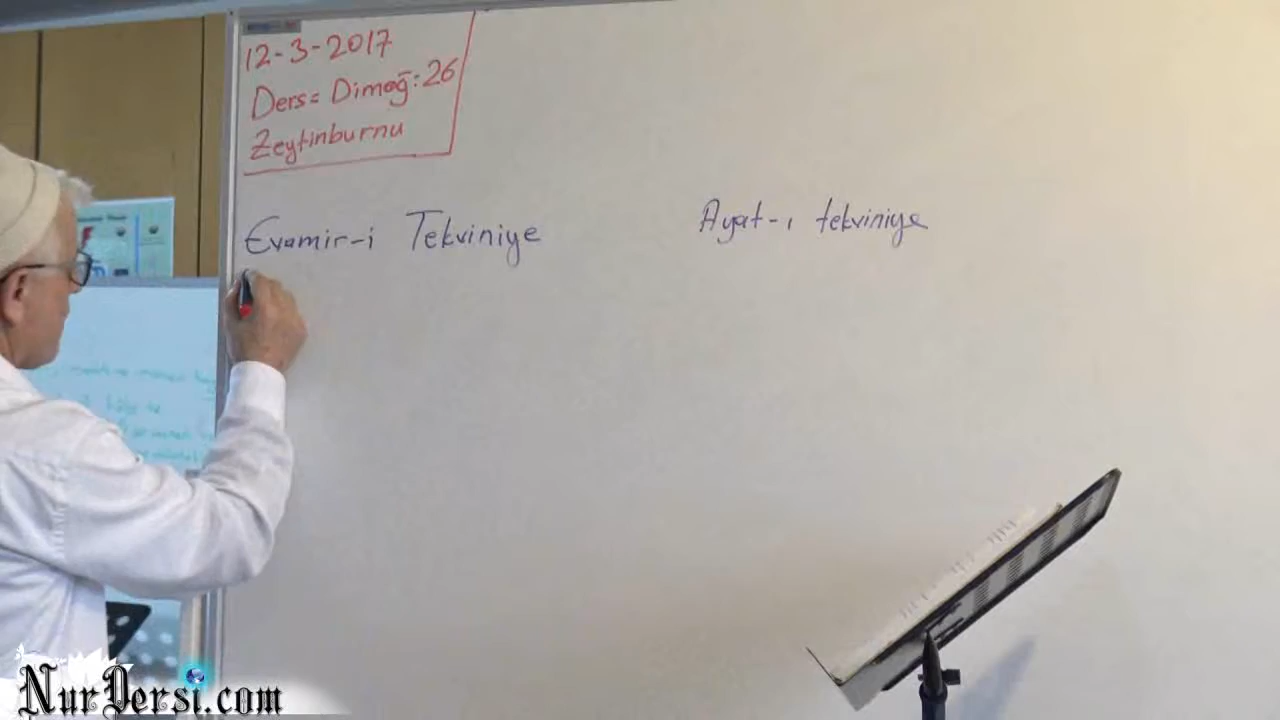 12-3-2017
Ders= Dimağ:26
Zeytinburnu
Evamir-i Tekviniye
Ayat-ı tekviniye
NurDersi.com